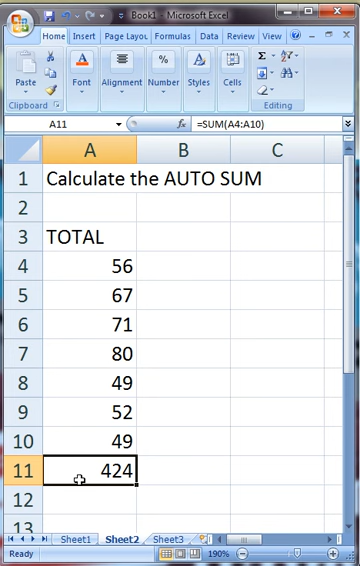 Book1 - Microsoft Excel
Home Insert Page Layou Formulas Data Review View
Paste Font Alignment Number Styles Cells
Clipboard Editing
A11 fx =SUM(A4:A10)
A B C
1 Calculate the AUTO SUM
2
3 TOTAL
4 56
5 67
6 71
7 80
8 49
9 52
10 49
11 424
12
13
Sheet1 Sheet2 Sheet3
Ready 190%